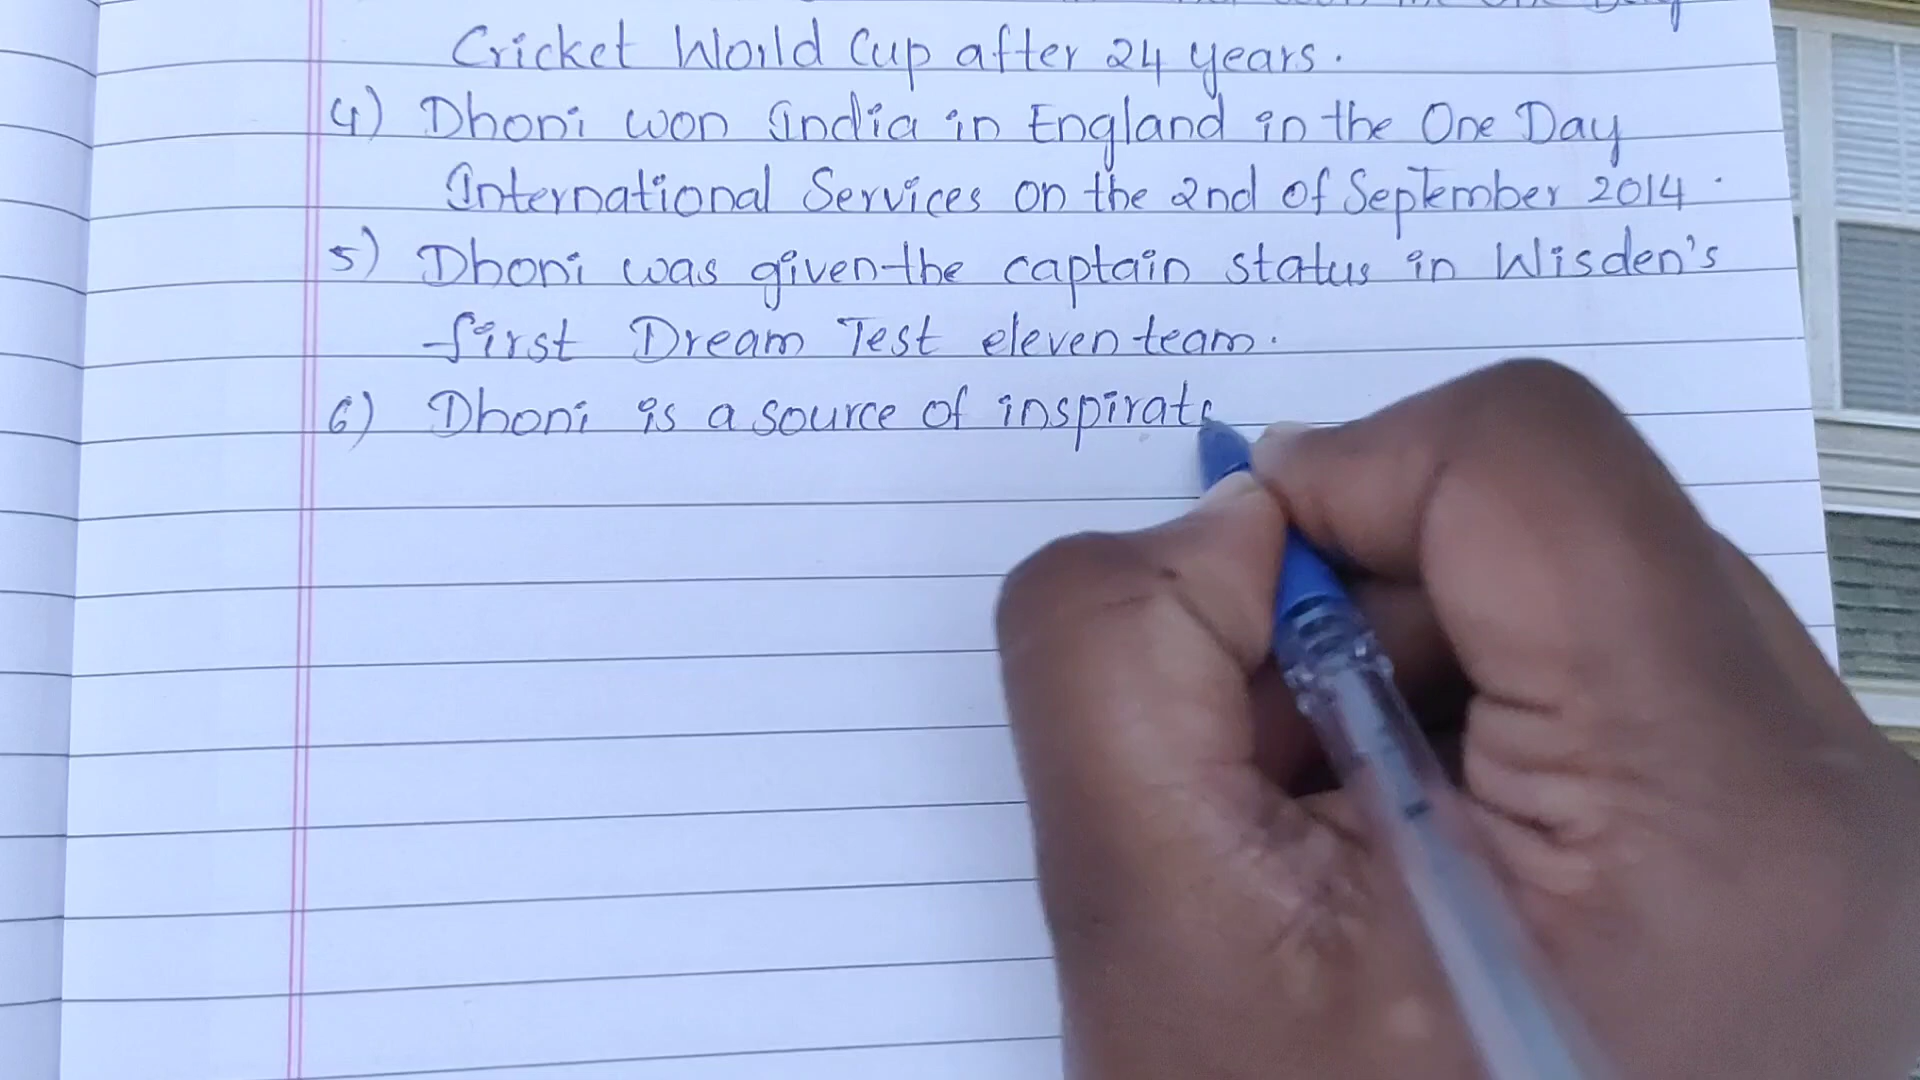 Cricket World Cup after 24 years.
4) Dhoni won India in England in the One Day
International Services on the 2nd of September 2014.
5) Dhoni was given the captain status in Wisden's
first Dream Test eleven team.
6) Dhoni is a source of inspirat